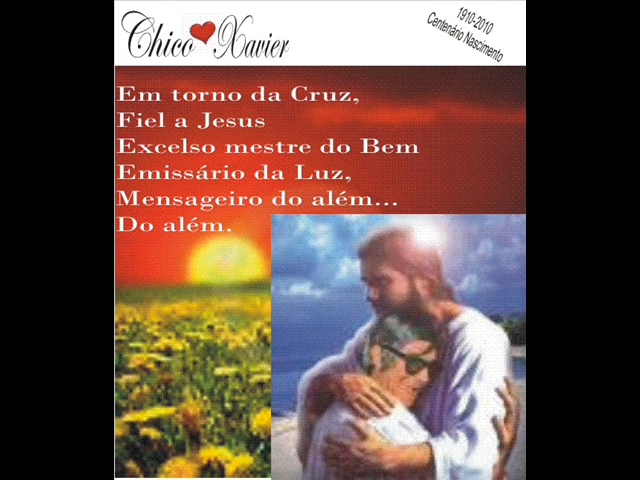 Chico Xavier
1910-2010
Centenário Nascimento
Em torno da Cruz,
Fiel a Jesus
Excelso mestre do Bem
Emissário da Luz,
Mensageiro do além...
Do além.